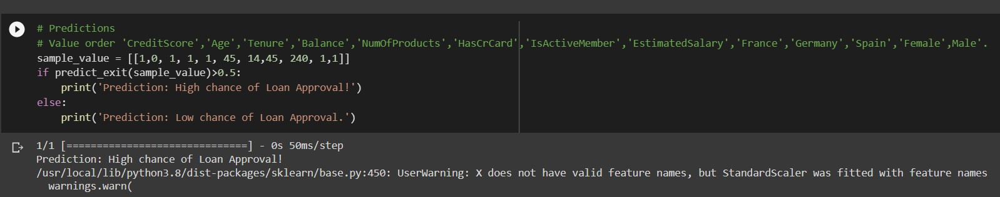 # Predictions
# Value order 'CreditScore','Age','Tenure','Balance','NumOfProducts','HasCrCard','IsActiveMember','EstimatedSalary','France','Germany','Spain','Female',Male'.
sample_value = [[1,0, 1, 1, 1, 45, 14,45, 240, 1,1]]
if predict_exit(sample_value)>0.5:
    print('Prediction: High chance of Loan Approval!')
else:
    print('Prediction: Low chance of Loan Approval.')
1/1 [==============================] - 0s 50ms/step
Prediction: High chance of Loan Approval!
/usr/local/lib/python3.8/dist-packages/sklearn/base.py:450: UserWarning: X does not have valid feature names, but StandardScaler was fitted with feature names
  warnings.warn(